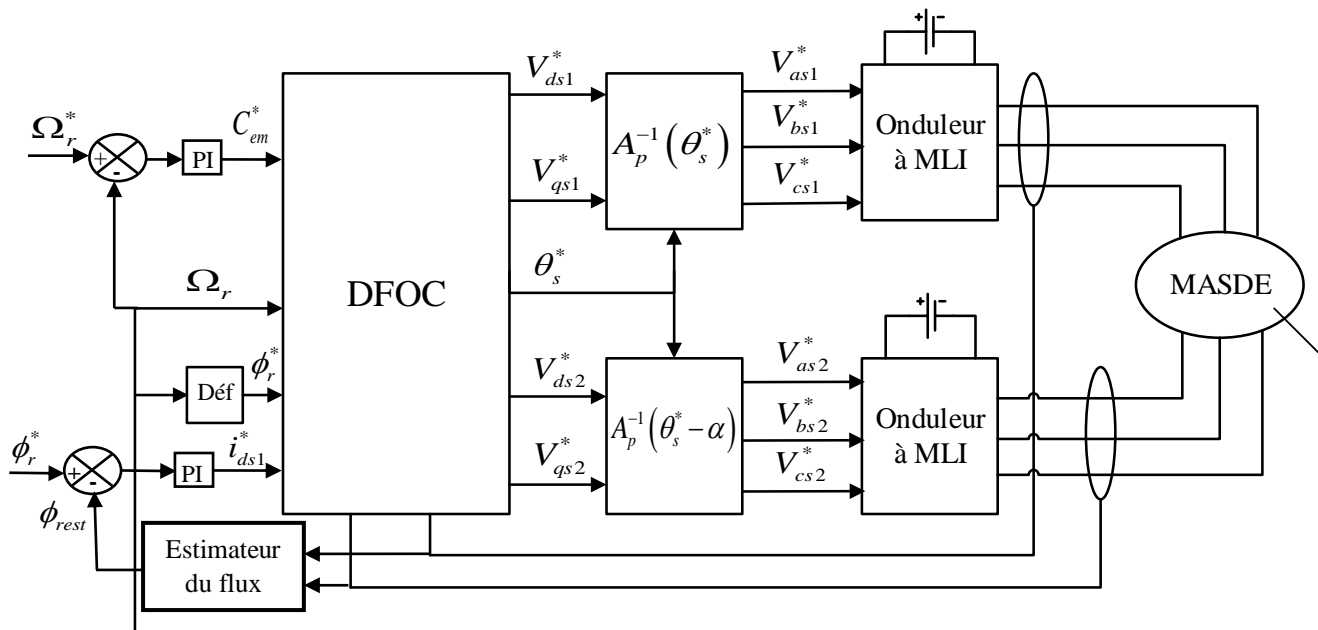 Ω_r^*
+
-
PI
C_em^*
Ω_r
Déf
ϕ_r^*
ϕ_r^*
+
-
PI
i_ds1^*
ϕ_rest
Estimateur
du flux
DFOC
V_ds1^*
V_qs1^*
θ_s^*
V_ds2^*
V_qs2^*
A_p^-1(θ_s^*)
A_p^-1(θ_s^*-α)
V_as1^*
V_bs1^*
V_cs1^*
V_as2^*
V_bs2^*
V_cs2^*
+ -
Onduleur
à MLI
+ -
Onduleur
à MLI
MASDE